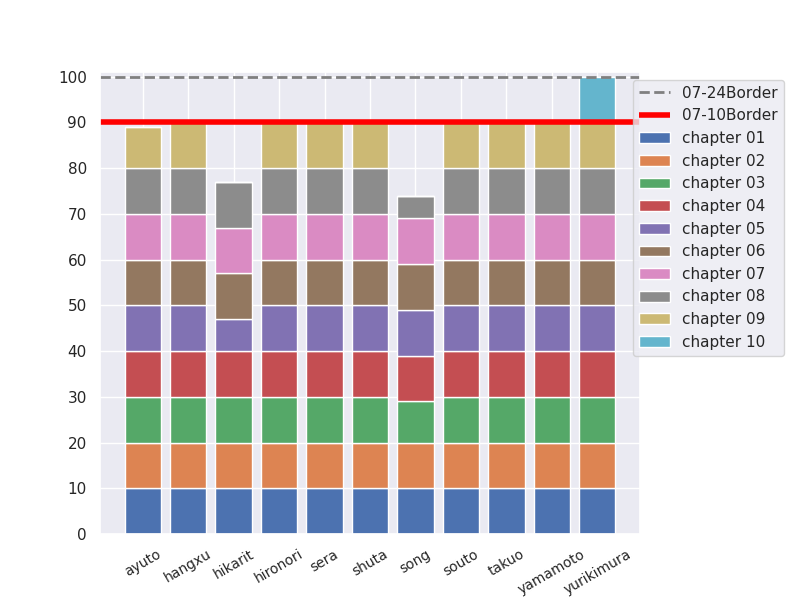 100
90
80
70
60
50
40
30
20
10
0
ayuto
hangxu
hikarit
hironori
sera
shuta
song
souto
takuo
yamamoto
yurikimura
07-24Border
07-10Border
chapter 01
chapter 02
chapter 03
chapter 04
chapter 05
chapter 06
chapter 07
chapter 08
chapter 09
chapter 10